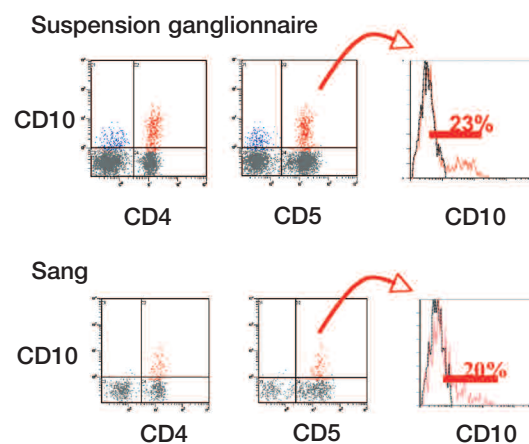 Suspension ganglionnaire
CD10
23%
CD4
CD5
CD10
Sang
CD10
20%
CD4
CD5
CD10